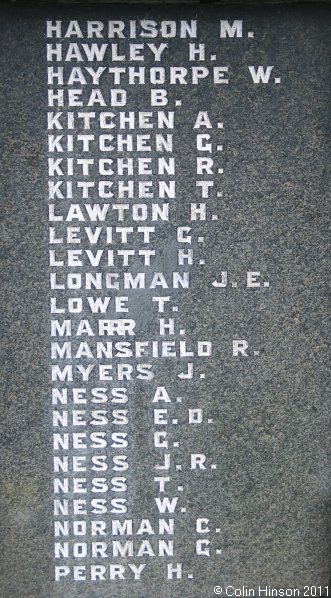 HARRISON M.
HAWLEY H.
HAYTHORPE W.
HEAD B.
KITCHEN A.
KITCHEN G.
KITCHEN R.
KITCHEN T.
LAWTON H.
LEVITT G.
LEVITT H.
LONGMAN J.E.
LOWE T.
MARR H.
MANSFIELD R.
MYERS J.
NESS A.
NESS E.D.
NESS G.
NESS J.R.
NESS T.
NESS W.
NORMAN C.
NORMAN G.
PERRY H.
©Colin Hinson 2011